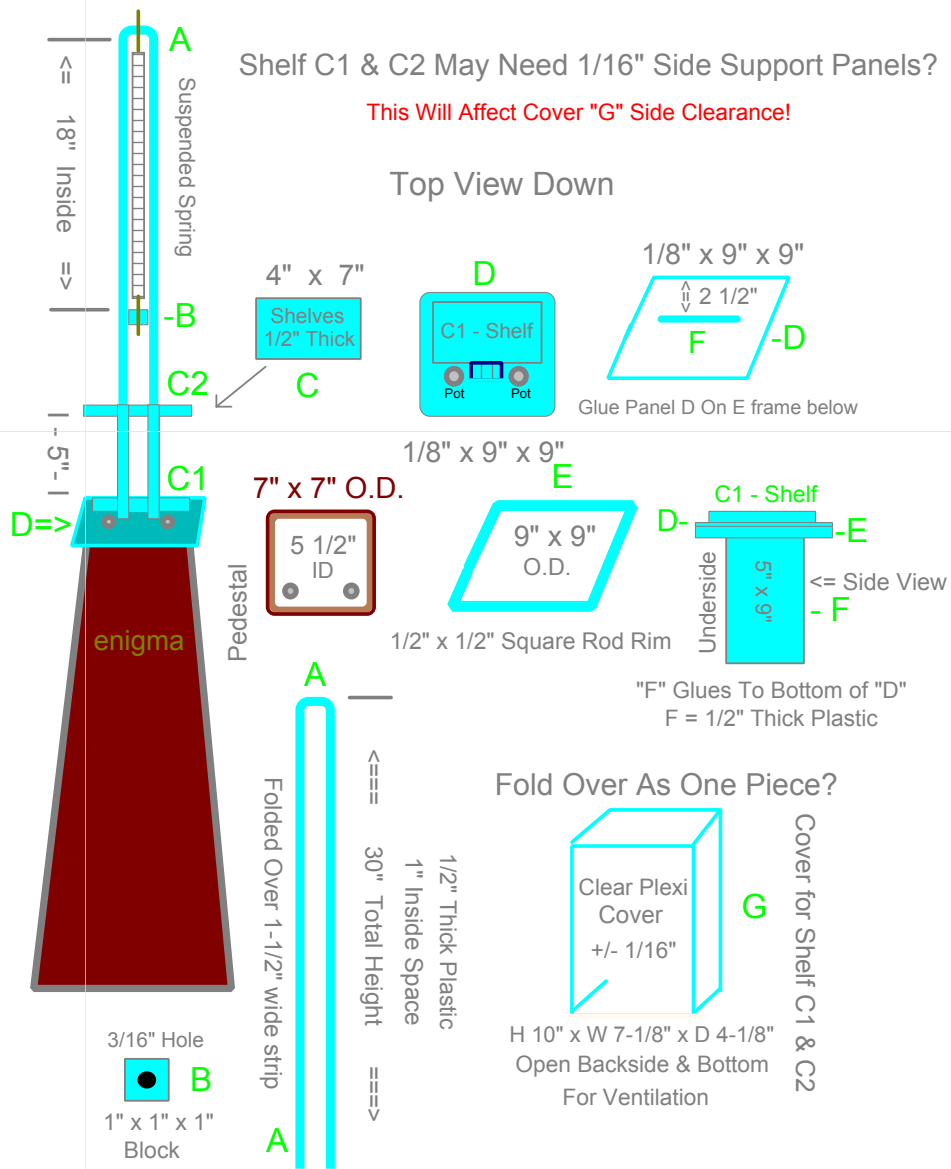 A
Shelf C1 & C2 May Need 1/16" Side Support Panels?
This Will Affect Cover "G" Side Clearance!
<= 18" Inside =>
Suspended Spring
-B
Top View Down
4" x 7"
Shelves
1/2" Thick
C
D
C1 - Shelf
Pot
Pot
1/8" x 9" x 9"
<==> 2 1/2"
F
-D
Glue Panel D On E frame below
C2
I - 5"- I
C1
D=>
enigma
Pedestal
7" x 7" O.D.
5 1/2"
ID
1/8" x 9" x 9"
E
9" x 9"
O.D.
1/2" x 1/2" Square Rod Rim
C1 - Shelf
D-
-E
Underside
5" x 9"
<= Side View
- F
"F" Glues To Bottom of "D"
F = 1/2" Thick Plastic
A
Folded Over 1-1/2" wide strip
<=== 30" Total Height ===>
1" Inside Space
1/2" Thick Plastic
A
Fold Over As One Piece?
Clear Plexi
Cover
+/- 1/16"
G
Cover for Shelf C1 & C2
H 10" x W 7-1/8" x D 4-1/8"
Open Backside & Bottom
For Ventilation
3/16" Hole
B
1" x 1" x 1"
Block